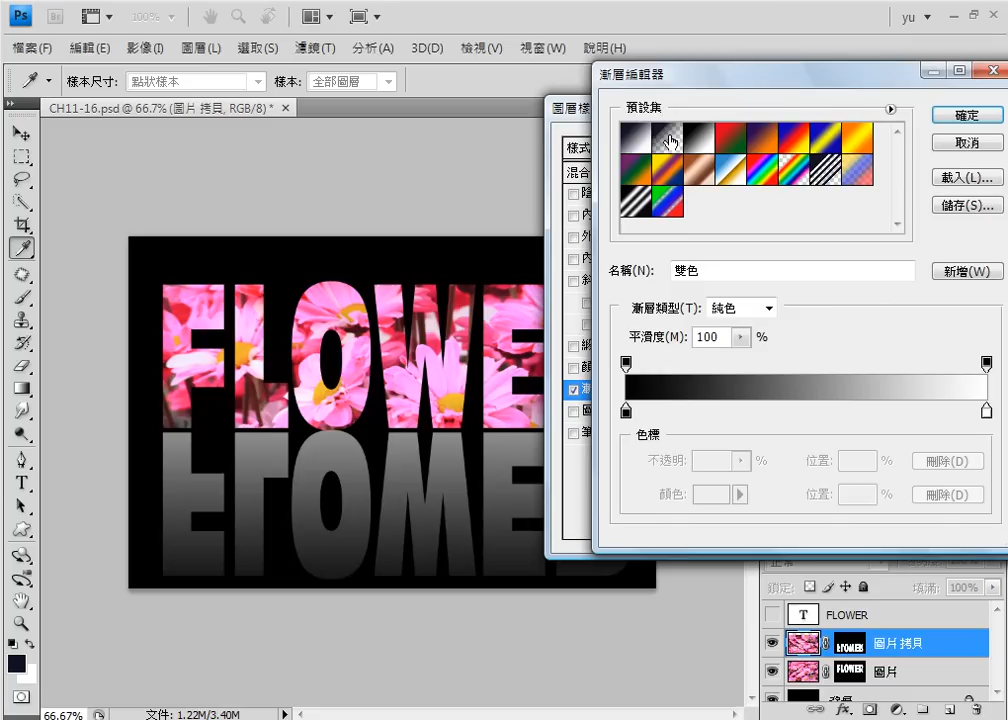 Ps
Br
100%
yu
檔案(F)
編輯(E)
影像(I)
圖層(L)
選取(S)
濾鏡(T)
分析(A)
3D(D)
檢視(V)
視窗(W)
說明(H)
樣本尺寸:
點狀樣本
樣本:
全部圖層
CH11-16.psd @ 66.7% (圖片 拷貝, RGB/8) *
圖層樣
樣式
混合
漸層編輯器
預設集
確定
取消
載入(L)...
儲存(S)...
名稱(N):
雙色
新增(W)
漸層類型(T):
純色
平滑度(M):
100
%
色標
不透明:
%
位置:
%
刪除(D)
顏色:
位置:
%
刪除(D)
FLOWE
正常
鎖定:
填滿:
100%
T
FLOWER
圖片 拷貝
FLOWER
圖片
背景
66.67%
文件: 1.22M/3.40M